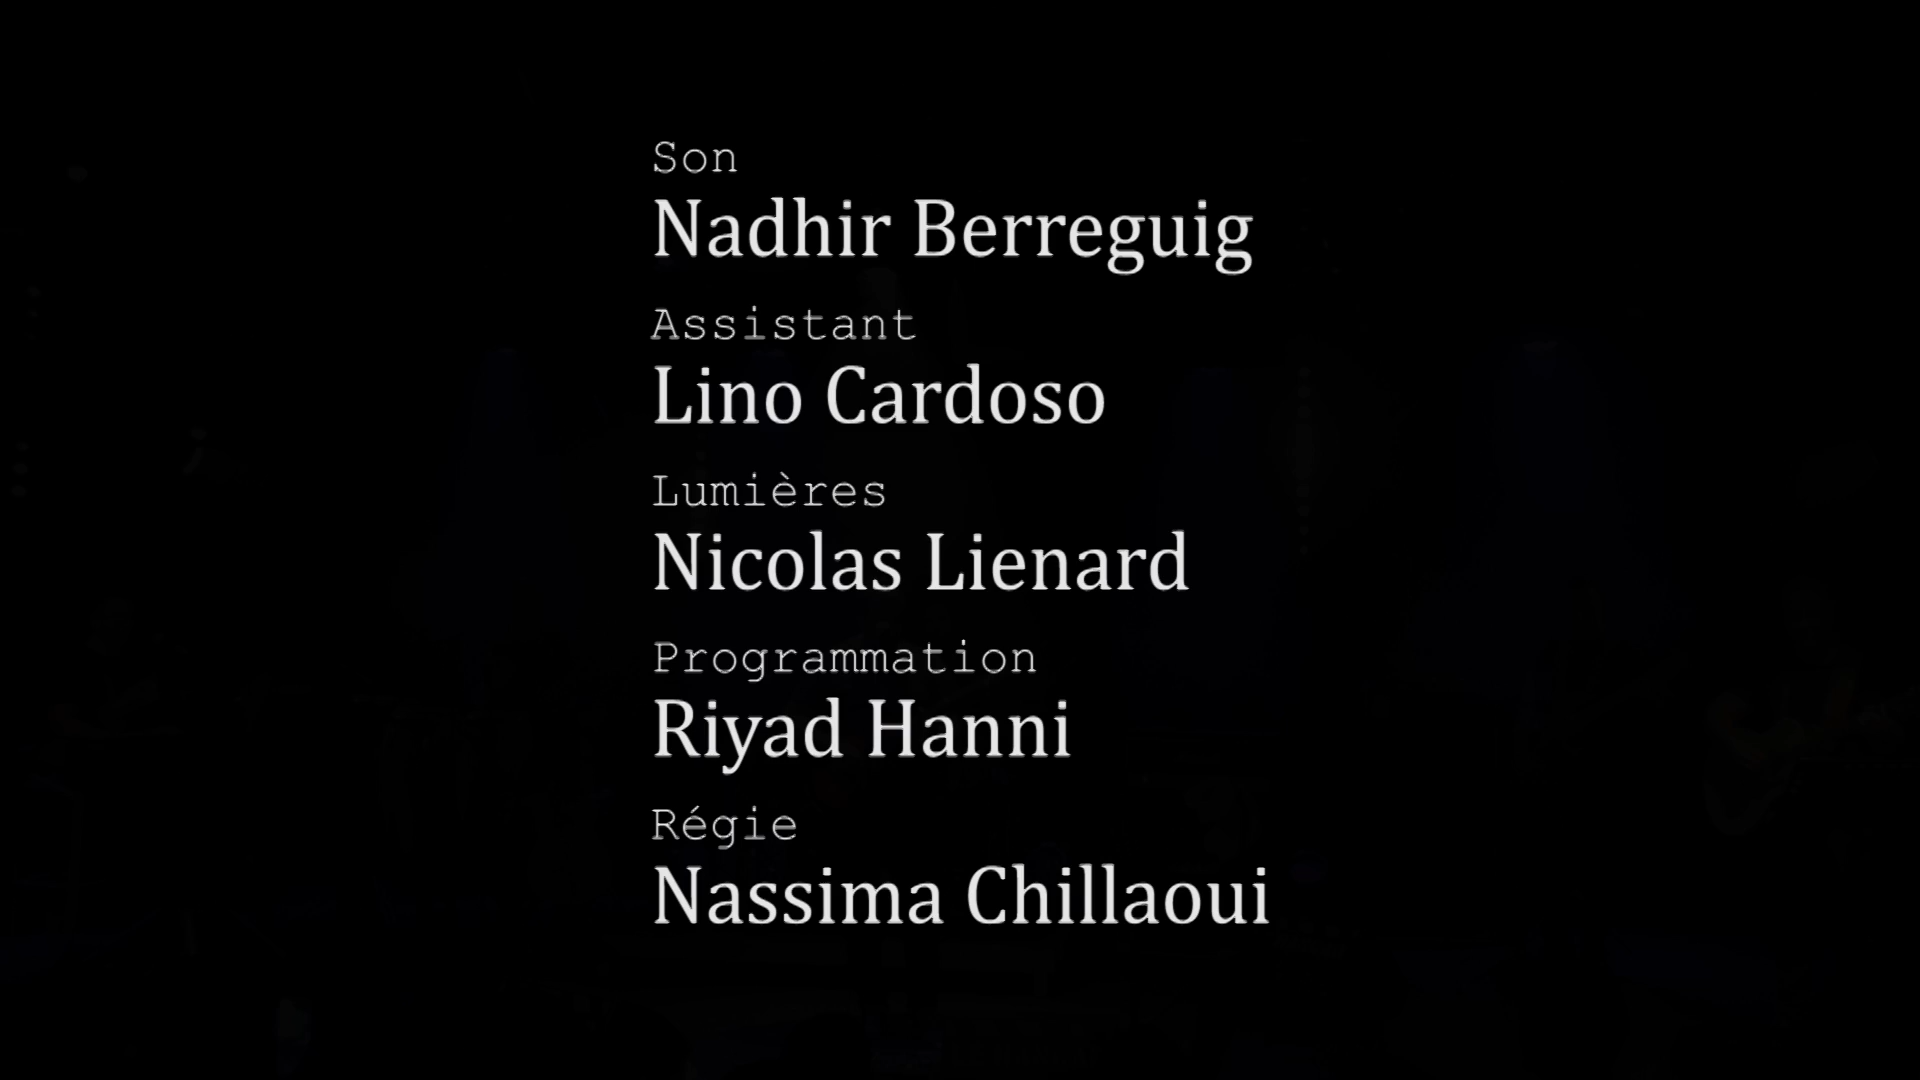 Son
Nadhir Berreguig
Assistant
Lino Cardoso
Lumières
Nicolas Lienard
Programmation
Riyad Hanni
Régie
Nassima Chillaoui